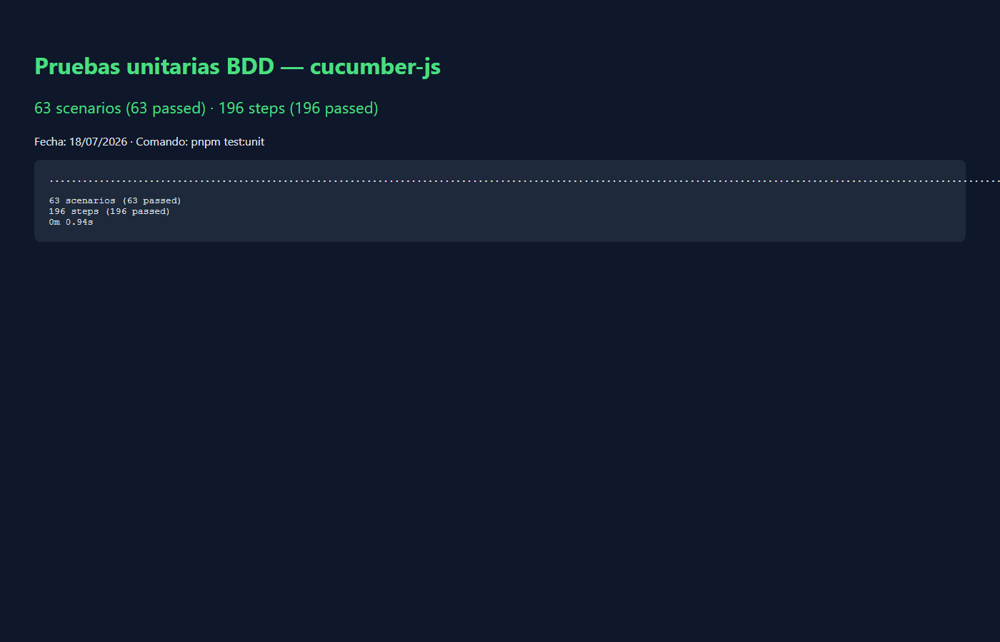 Pruebas unitarias BDD — cucumber-js
63 scenarios (63 passed) · 196 steps (196 passed)
Fecha: 18/07/2026 · Comando: pnpm test:unit
............................................................................................................................................................................
63 scenarios (63 passed)
196 steps (196 passed)
0m 0.94s